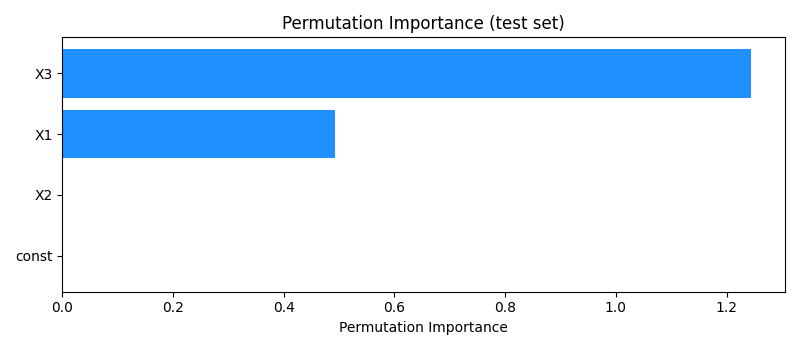 Permutation Importance (test set)
X3
X1
X2
const
0.0 0.2 0.4 0.6 0.8 1.0 1.2
Permutation Importance